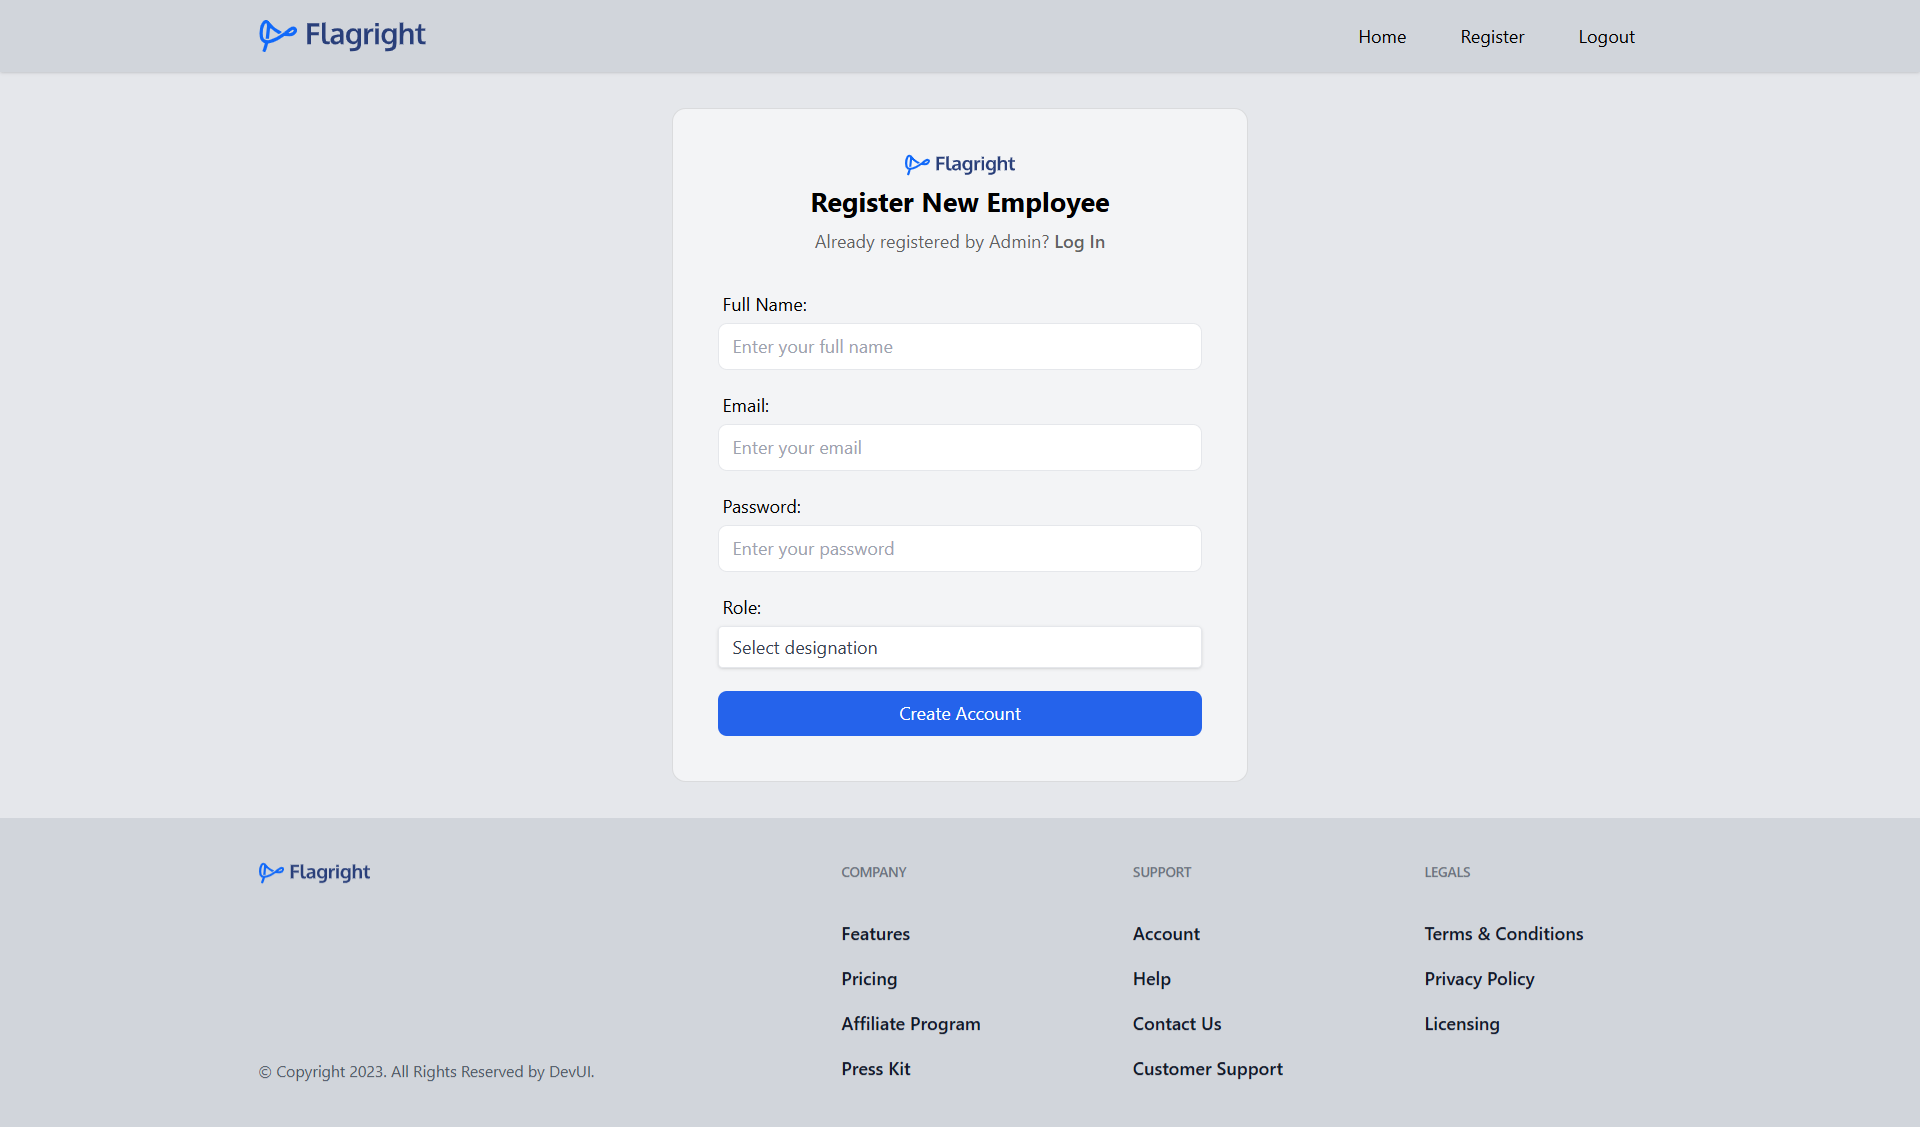 Flagright
Home Register Logout
Flagright
Register New Employee
Already registered by Admin? Log In
Full Name:
Enter your full name
Email:
Enter your email
Password:
Enter your password
Role:
Select designation
Create Account
Flagright
© Copyright 2023. All Rights Reserved by DevUI.
COMPANY
Features
Pricing
Affiliate Program
Press Kit
SUPPORT
Account
Help
Contact Us
Customer Support
LEGALS
Terms & Conditions
Privacy Policy
Licensing